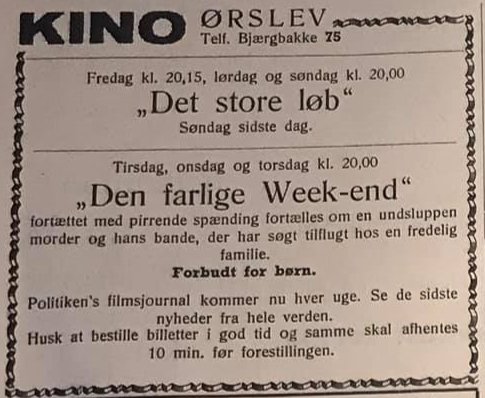 KINO ØRSLEV
Telf. Bjærgbakke 75
Fredag kl. 20,15, lørdag og søndag kl. 20,00
„Det store løb“
Søndag sidste dag.
Tirsdag, onsdag og torsdag kl. 20,00
„Den farlige Week-end“
fortættet med pirrende spænding fortælles om en undsluppen
morder og hans bande, der har søgt tilflugt hos en fredelig
familie.
Forbudt for børn.
Politiken's filmsjournal kommer nu hver uge. Se de sidste
nyheder fra hele verden.
Husk at bestille billetter i god tid og samme skal afhentes
10 min. før forestillingen.